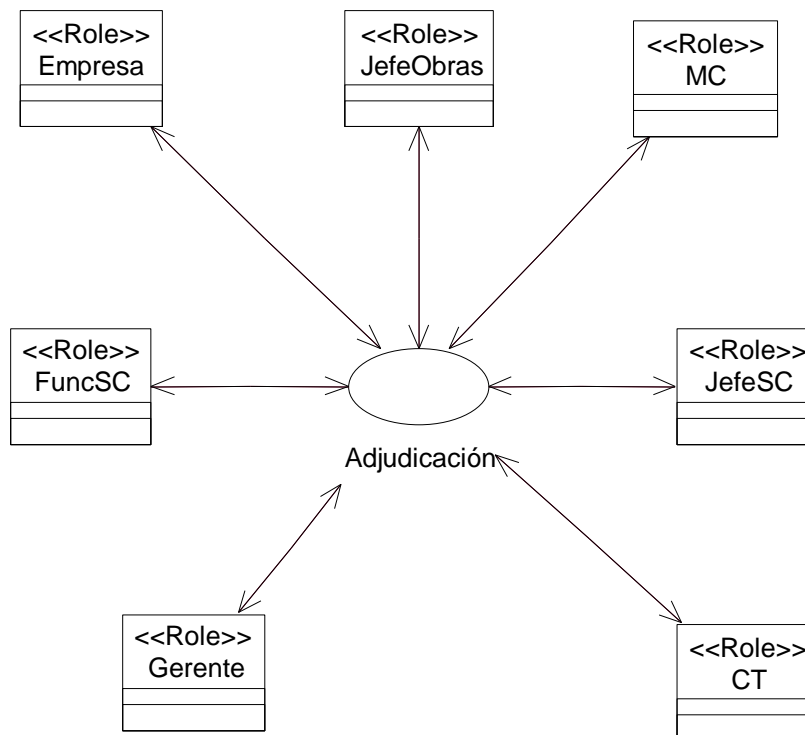 <<Role>>
Empresa
<<Role>>
JefeObras
<<Role>>
MC
<<Role>>
FuncSC
<<Role>>
JefeSC
Adjudicación
<<Role>>
Gerente
<<Role>>
CT